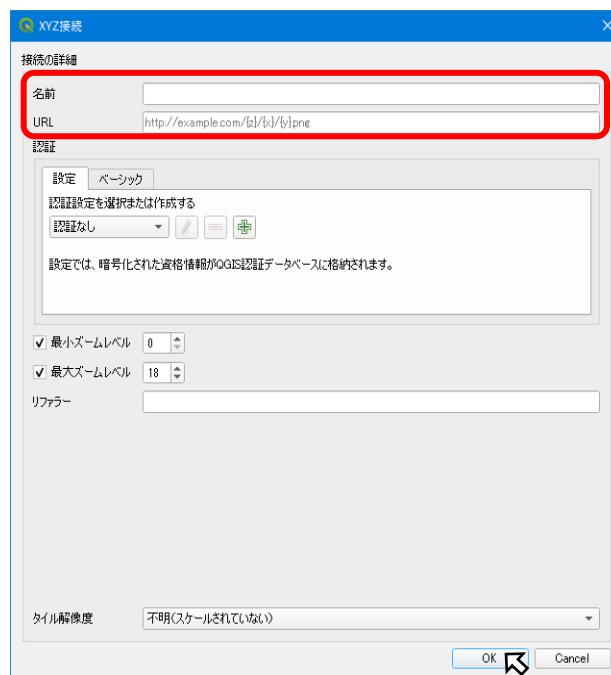 XYZ接続
接続の詳細
名前
URL http://example.com/{z}/{x}/{y}.png
認証
設定 ベーシック
認証設定を選択または作成する
認証なし
設定では、暗号化された資格情報がQGIS認証データベースに格納されます。
最小ズームレベル 0
最大ズームレベル 18
リファラー
タイル解像度 不明(スケールされていない)
OK Cancel